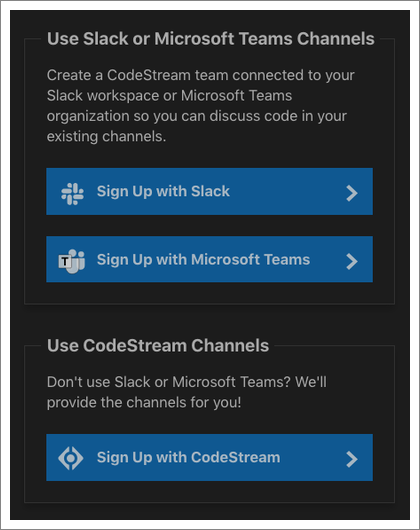 Use Slack or Microsoft Teams Channels
Create a CodeStream team connected to your
Slack workspace or Microsoft Teams
organization so you can discuss code in your
existing channels.
Sign Up with Slack
T
Sign Up with Microsoft Teams
Use CodeStream Channels
Don't use Slack or Microsoft Teams? We'll
provide the channels for you!
Sign Up with CodeStream